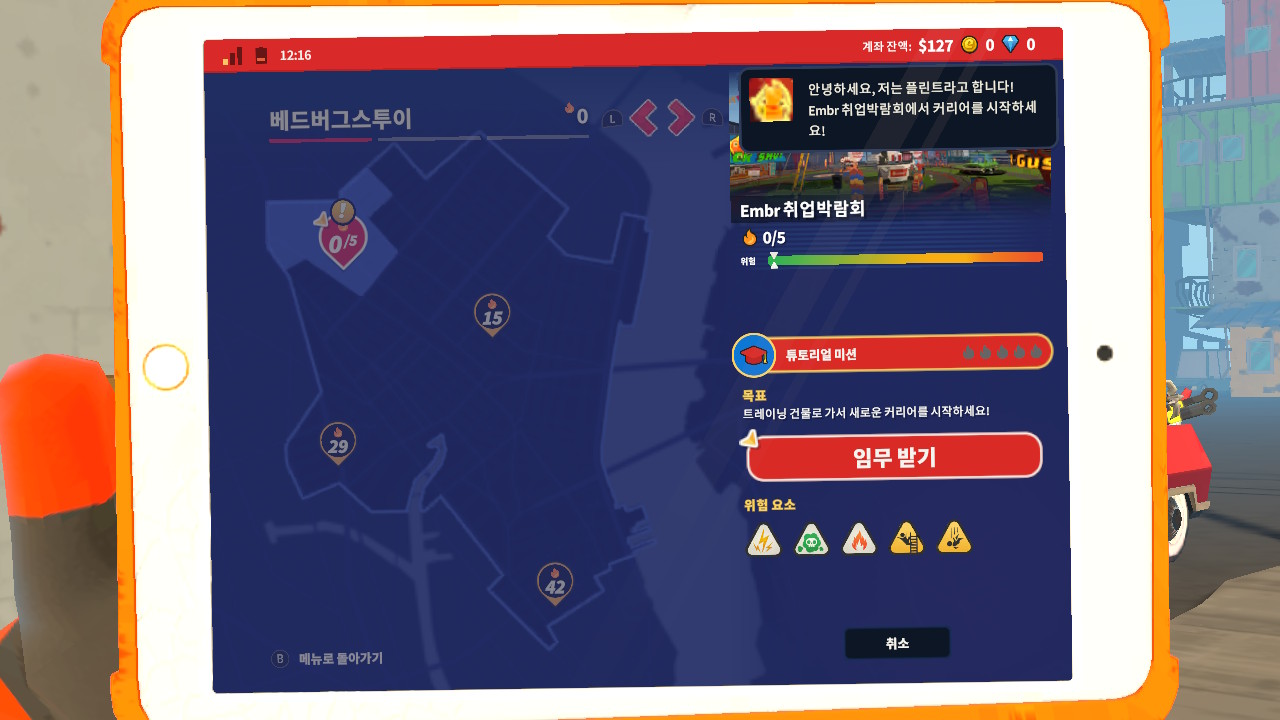 12:16
계좌 잔액: $127 0 0
베드버그스투이
0 L R
안녕하세요, 저는 플린트라고 합니다!
Embr 취업박람회에서 커리어를 시작하세
요!
Embr 취업박람회
0/5
위험
! 0/5
15
29
42
튜토리얼 미션
목표
트레이닝 건물로 가서 새로운 커리어를 시작하세요!
임무 받기
위험 요소
취소
B 메뉴로 돌아가기